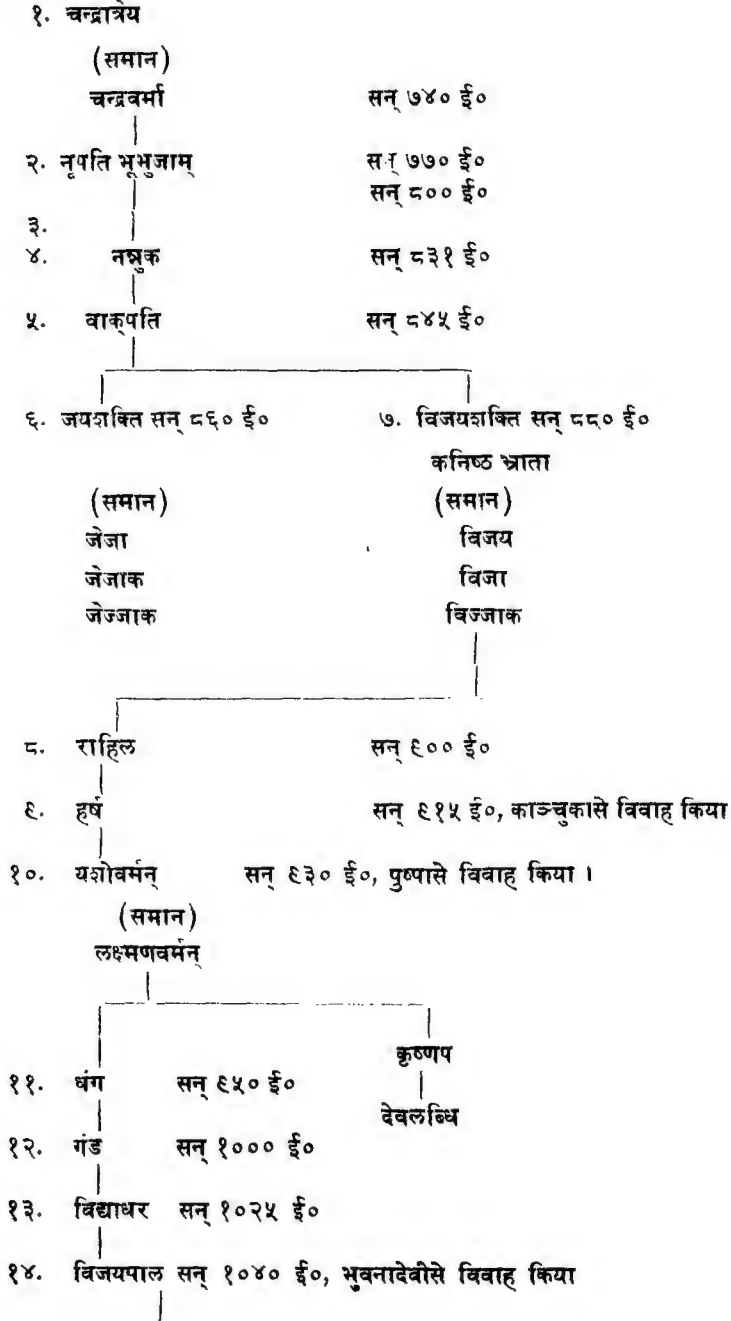 १. चन्द्रात्रेय
(समान)
चन्द्रवर्मा सन् ७४० ई०
२. नृपति भूभुजाम् सन् ७७० ई०
सन् ८०० ई०
३.
४. नन्नुक सन् ८३१ ई०
५. वाक्पति सन् ८४५ ई०
६. जयशक्ति सन् ८६० ई० ७. विजयशक्ति सन् ८८० ई०
कनिष्ठ भ्राता
(समान) (समान)
जेजा विजय
जेजाक विजा
जेज्जाक विज्जाक
८. राहिल सन् ९०० ई०
९. हर्ष सन् ९१५ ई०, काञ्चुकासे विवाह किया
१०. यशोवर्मन् सन् ९३० ई०, पुष्पासे विवाह किया ।
(समान)
लक्ष्मणवर्मन्
कृष्णप
११. धंग सन् ९५० ई०
देवलब्धि
१२. गंड सन् १००० ई०
१३. विद्याधर सन् १०२५ ई०
१४. विजयपाल सन् १०४० ई०, भुवनादेवीसे विवाह किया